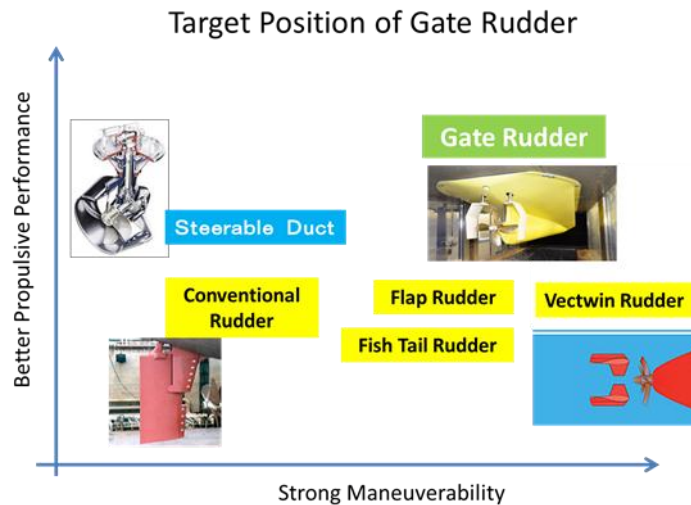 Target Position of Gate Rudder
Better Propulsive Performance
Gate Rudder
Steerable Duct
Conventional
Rudder
Flap Rudder
Vectwin Rudder
Fish Tail Rudder
Strong Maneuverability